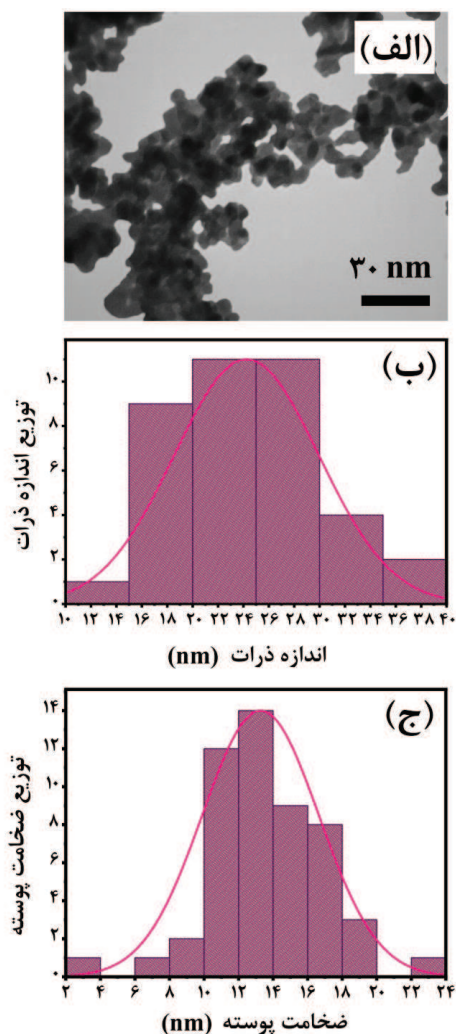 (الف)
۳۰ nm
(ب)
توزیع اندازه ذرات
۱۰
۸
۶
۴
۲
۰
۱۰ ۱۲ ۱۴ ۱۶ ۱۸ ۲۰ ۲۲ ۲۴ ۲۶ ۲۸ ۳۰ ۳۲ ۳۴ ۳۶ ۳۸ ۴۰
اندازه ذرات (nm)
(ج)
توزیع ضخامت پوسته
۱۴
۱۲
۱۰
۸
۶
۴
۲
۰
۲ ۴ ۶ ۸ ۱۰ ۱۲ ۱۴ ۱۶ ۱۸ ۲۰ ۲۲ ۲۴
ضخامت پوسته (nm)